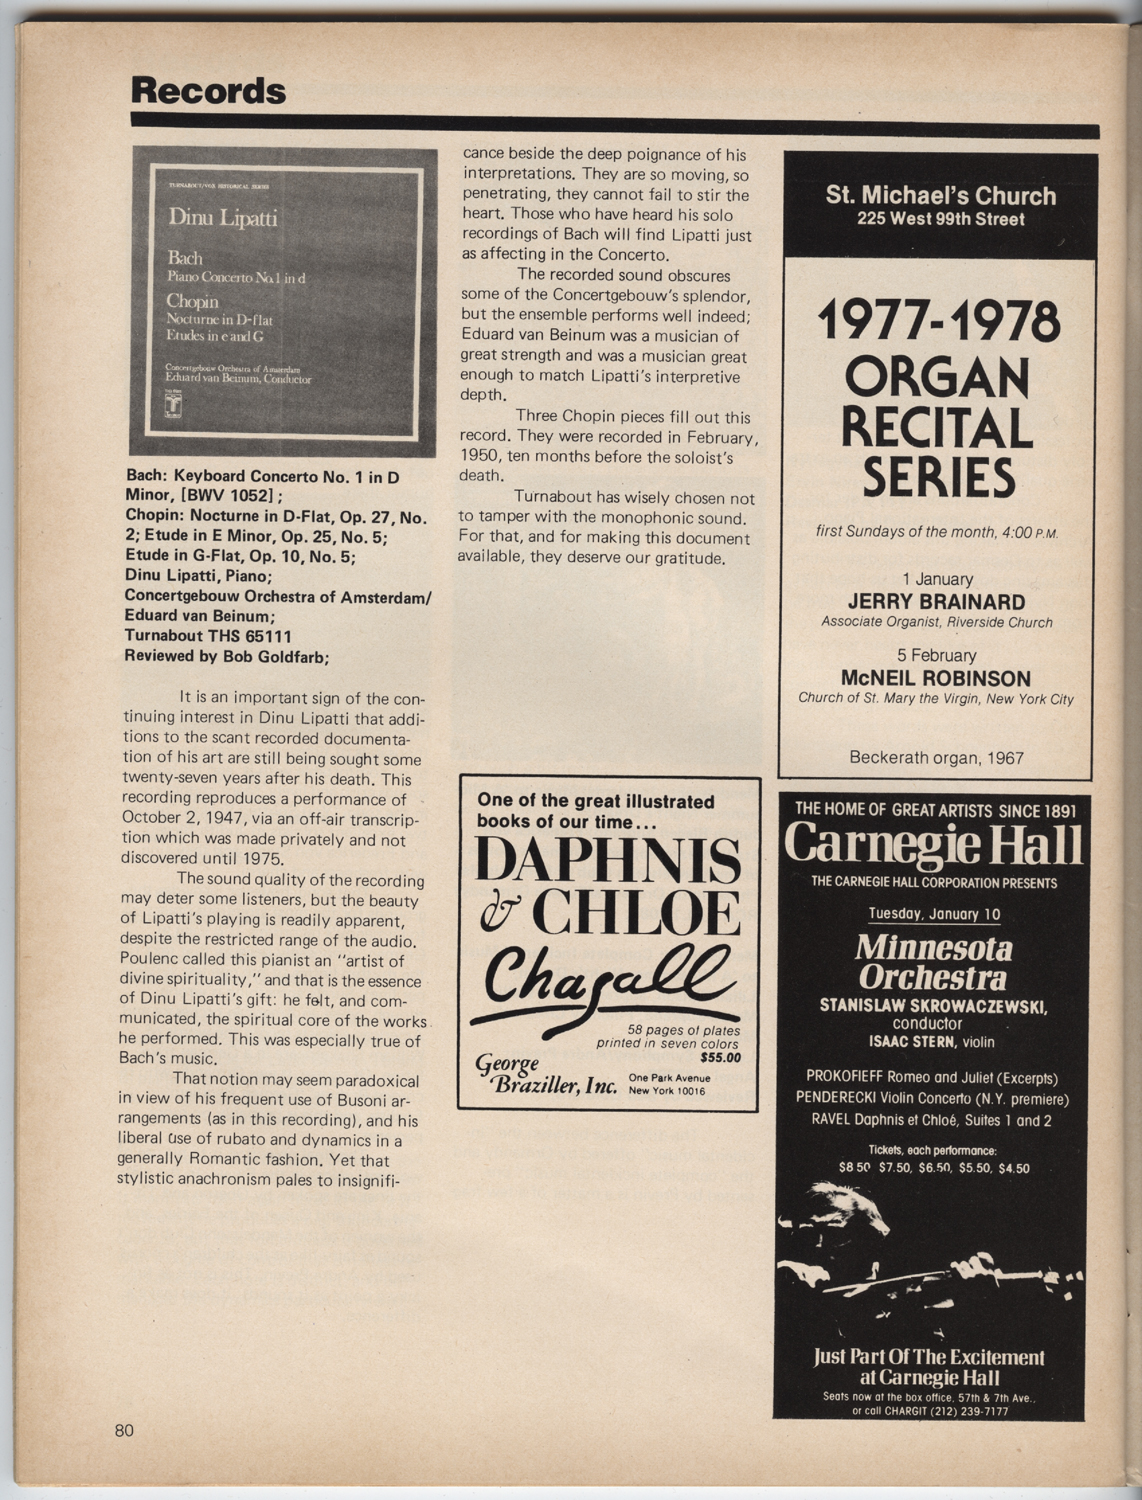 Records
TURNABOUT/VOX HISTORICAL SERIES
Dinu Lipatti
Bach
Piano Concerto No.1 in d
Chopin
Nocturne in D-flat
Etudes in e and G
Concertgebouw Orchestra of Amsterdam
Eduard van Beinum, Conductor
Bach: Keyboard Concerto No. 1 in D
Minor, [BWV 1052] ;
Chopin: Nocturne in D-Flat, Op. 27, No.
2; Etude in E Minor, Op. 25, No. 5;
Etude in G-Flat, Op. 10, No. 5;
Dinu Lipatti, Piano;
Concertgebouw Orchestra of Amsterdam/
Eduard van Beinum;
Turnabout THS 65111
Reviewed by Bob Goldfarb;
It is an important sign of the con-
tinuing interest in Dinu Lipatti that addi-
tions to the scant recorded documenta-
tion of his art are still being sought some
twenty-seven years after his death. This
recording reproduces a performance of
October 2, 1947, via an off-air transcrip-
tion which was made privately and not
discovered until 1975.
The sound quality of the recording
may deter some listeners, but the beauty
of Lipatti's playing is readily apparent,
despite the restricted range of the audio.
Poulenc called this pianist an "artist of
divine spirituality," and that is the essence
of Dinu Lipatti's gift: he felt, and com-
municated, the spiritual core of the works
he performed. This was especially true of
Bach's music.
That notion may seem paradoxical
in view of his frequent use of Busoni ar-
rangements (as in this recording), and his
liberal use of rubato and dynamics in a
generally Romantic fashion. Yet that
stylistic anachronism pales to insignifi-
cance beside the deep poignance of his
interpretations. They are so moving, so
penetrating, they cannot fail to stir the
heart. Those who have heard his solo
recordings of Bach will find Lipatti just
as affecting in the Concerto.
The recorded sound obscures
some of the Concertgebouw's splendor,
but the ensemble performs well indeed;
Eduard van Beinum was a musician of
great strength and was a musician great
enough to match Lipatti's interpretive
depth.
Three Chopin pieces fill out this
record. They were recorded in February,
1950, ten months before the soloist's
death.
Turnabout has wisely chosen not
to tamper with the monophonic sound.
For that, and for making this document
available, they deserve our gratitude.
One of the great illustrated
books of our time...
DAPHNIS
& CHLOE
Chagall
58 pages of plates
printed in seven colors
$55.00
George
Braziller, Inc.
One Park Avenue
New York 10016
St. Michael's Church
225 West 99th Street
1977-1978
ORGAN
RECITAL
SERIES
first Sundays of the month, 4:00 P.M.
1 January
JERRY BRAINARD
Associate Organist, Riverside Church
5 February
McNEIL ROBINSON
Church of St. Mary the Virgin, New York City
Beckerath organ, 1967
THE HOME OF GREAT ARTISTS SINCE 1891
Carnegie Hall
THE CARNEGIE HALL CORPORATION PRESENTS
Tuesday, January 10
Minnesota
Orchestra
STANISLAW SKROWACZEWSKI,
conductor
ISAAC STERN, violin
PROKOFIEFF Romeo and Juliet (Excerpts)
PENDERECKI Violin Concerto (N.Y. premiere)
RAVEL Daphnis et Chloé, Suites 1 and 2
Tickets, each performance:
$8.50 $7.50, $6.50, $5.50, $4.50
Just Part Of The Excitement
at Carnegie Hall
Seats now at the box office, 57th & 7th Ave.,
or call CHARGIT (212) 239-7177
80